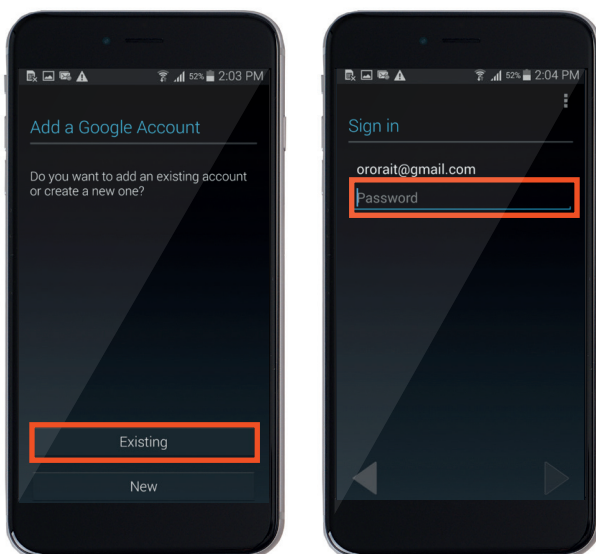 52% 2:03 PM
Add a Google Account
Do you want to add an existing account
or create a new one?
Existing
New
52% 2:04 PM
Sign in
ororait@gmail.com
Password